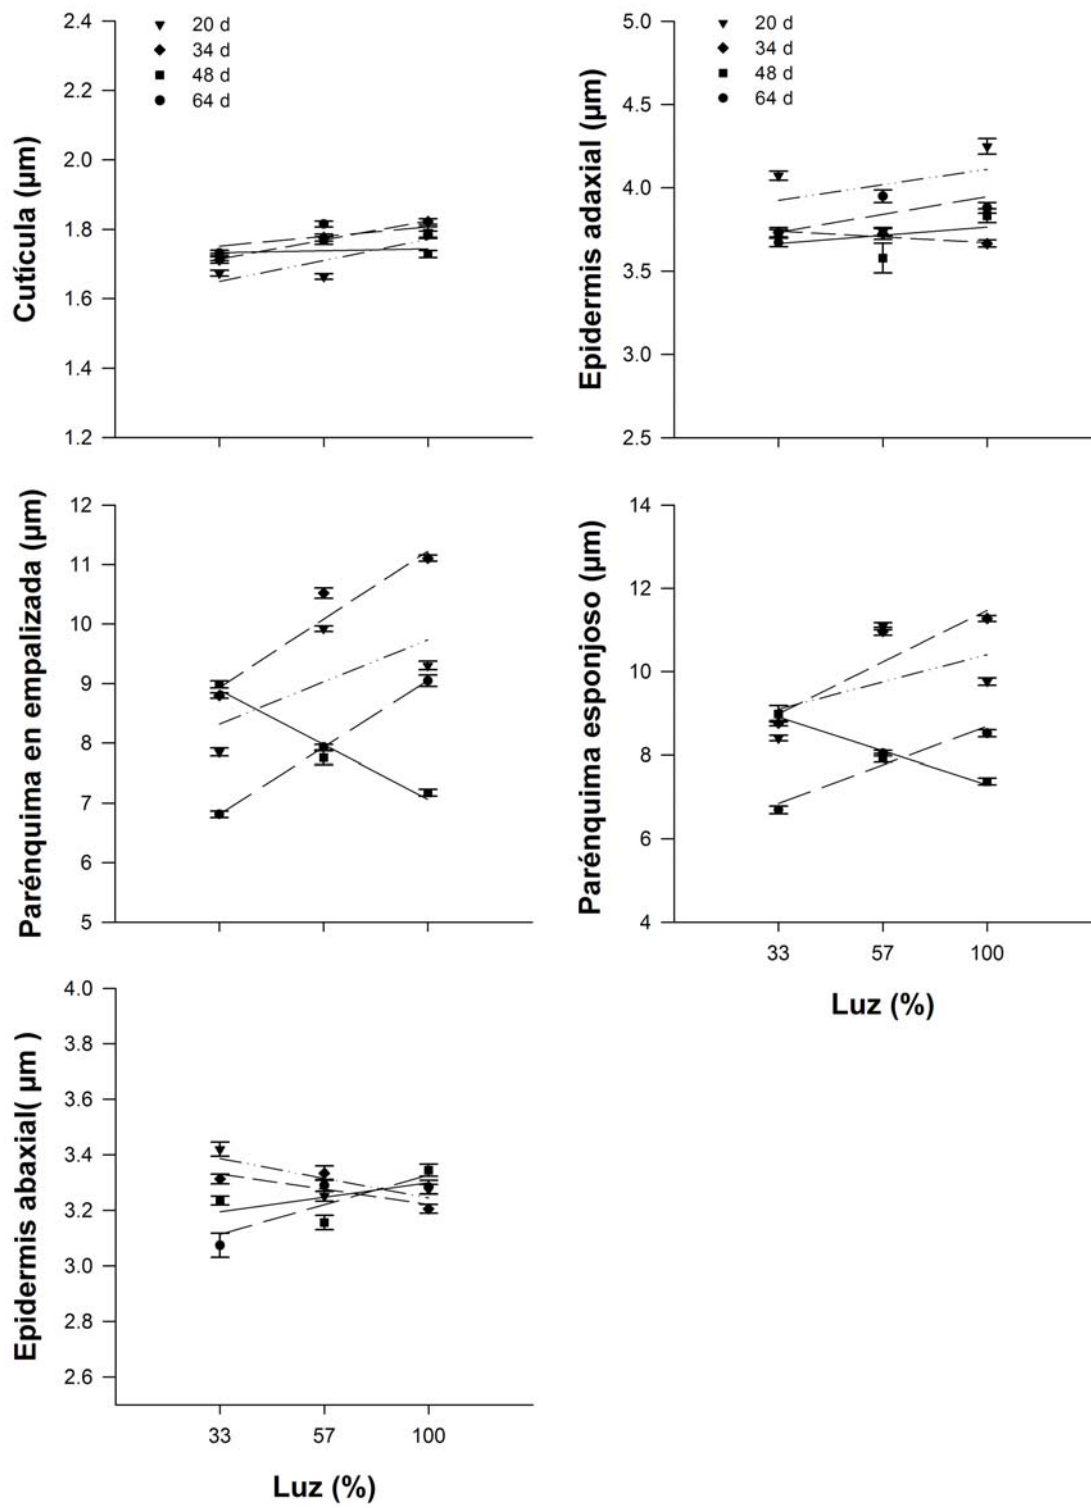 2.4
2.2
2.0
1.8
1.6
1.4
1.2
Cutícula (µm)
20 d
34 d
48 d
64 d
5.0
4.5
4.0
3.5
3.0
2.5
Epidermis adaxial (µm)
20 d
34 d
48 d
64 d
12
11
10
9
8
7
6
5
Parénquima en empalizada (µm)
14
12
10
8
6
4
Parénquima esponjoso (µm)
33 57 100
Luz (%)
4.0
3.8
3.6
3.4
3.2
3.0
2.8
2.6
Epidermis abaxial( µm )
33 57 100
Luz (%)